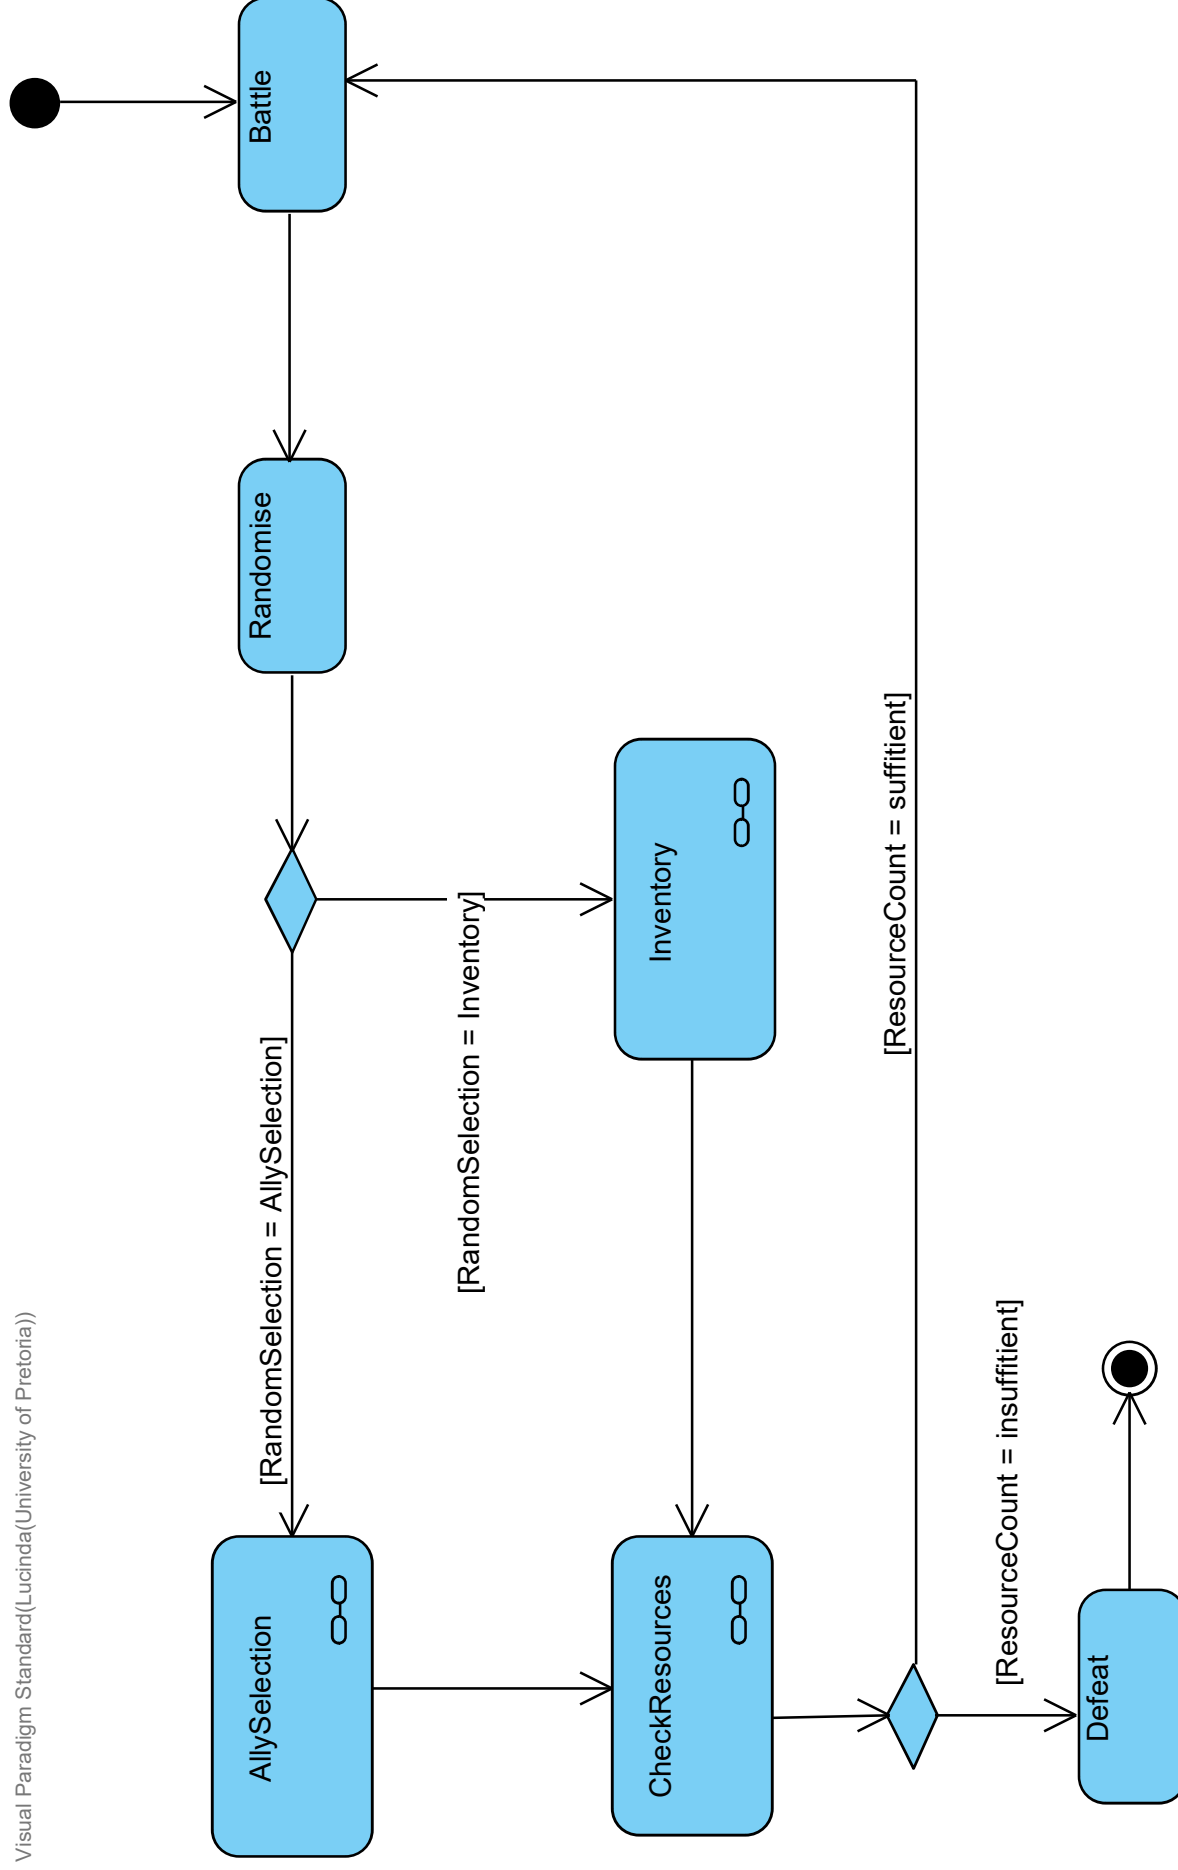 Visual Paradigm Standard(Lucinda(University of Pretoria))
Battle
Randomise
[RandomSelection = AllySelection]
[RandomSelection = Inventory]
AllySelection
Inventory
CheckResources
[ResourceCount = suffitient]
[ResourceCount = insuffitient]
Defeat